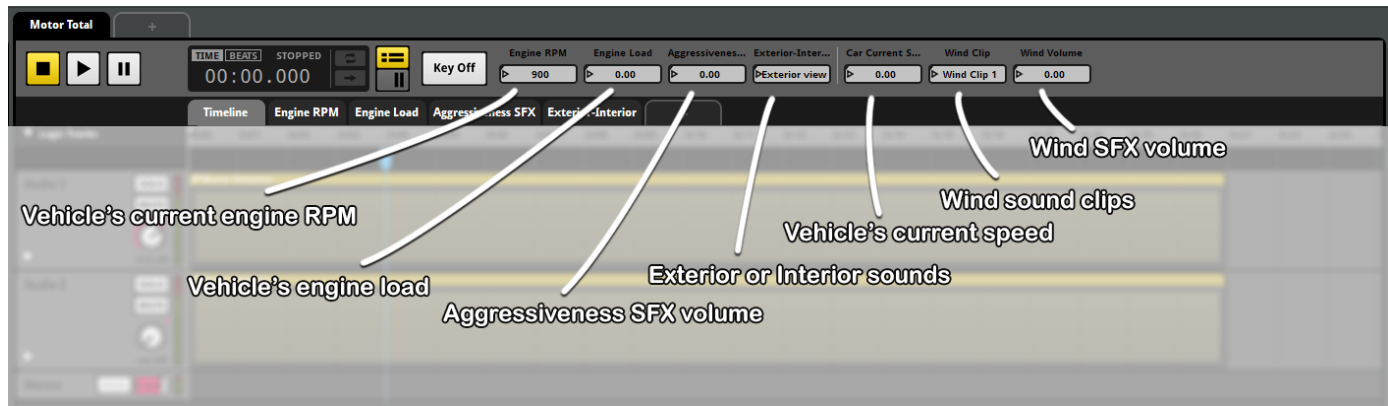 Motor Total
+
TIME BEATS STOPPED
00:00.000
Key Off
Engine RPM
900
Engine Load
0.00
Aggressivenes...
0.00
Exterior-Inter...
Exterior view
Car Current S...
0.00
Wind Clip
Wind Clip 1
Wind Volume
0.00
Timeline
Engine RPM
Engine Load
Aggressiveness SFX
Exterior-Interior
Wind SFX volume
Wind sound clips
Vehicle's current engine RPM
Vehicle's current speed
Exterior or Interior sounds
Vehicle's engine load
Aggressiveness SFX volume